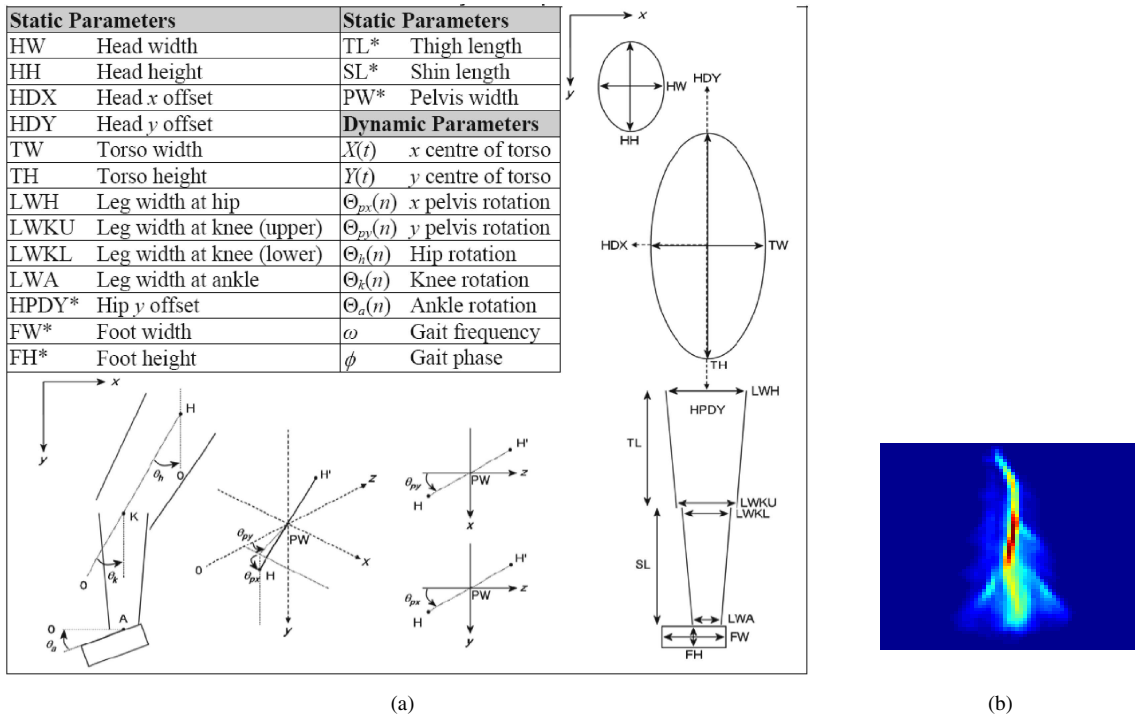 Static Parameters Static Parameters
HW Head width TL* Thigh length
HH Head height SL* Shin length
HDX Head x offset PW* Pelvis width
HDY Head y offset Dynamic Parameters
TW Torso width X(t) x centre of torso
TH Torso height Y(t) y centre of torso
LWH Leg width at hip Θpx(n) x pelvis rotation
LWKU Leg width at knee (upper) Θpy(n) y pelvis rotation
LWKL Leg width at knee (lower) Θh(n) Hip rotation
LWA Leg width at ankle Θk(n) Knee rotation
HPDY* Hip y offset Θa(n) Ankle rotation
FW* Foot width ω Gait frequency
FH* Foot height ϕ Gait phase
x
y
HW
HH
HDY
HDX
TW
TH
LWH
HPDY
TL
LWKU
LWKL
SL
LWA
FW
FH
x
y
H
θh
0
K
θk
0
0
A
θa
H'
z
θpy
PW
0
θpx
H
x
y
H'
θpy
PW
z
H
x
H'
θpx
PW
z
H
y
(a)
(b)